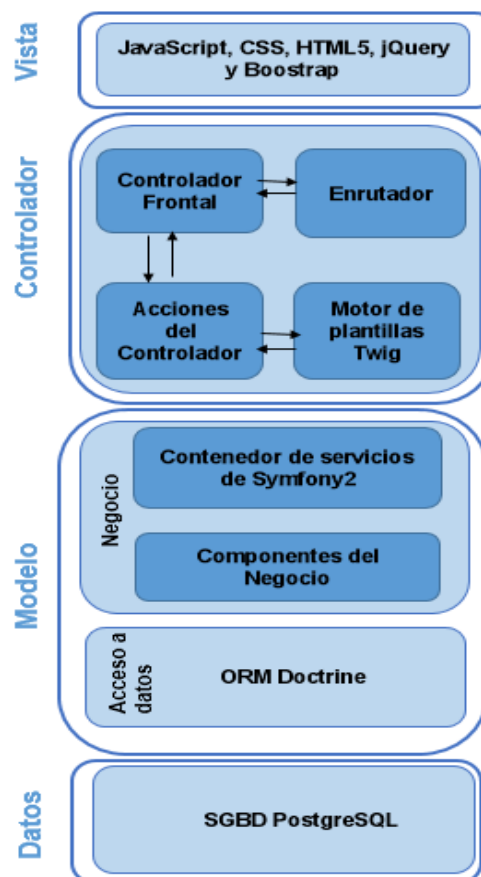 Vista
JavaScript, CSS, HTML5, jQuery
y Boostrap
Controlador
Controlador
Frontal
Enrutador
Acciones
del
Controlador
Motor de
plantillas
Twig
Modelo
Negocio
Contenedor de servicios
de Symfony2
Componentes del
Negocio
Acceso a
datos
ORM Doctrine
Datos
SGBD PostgreSQL